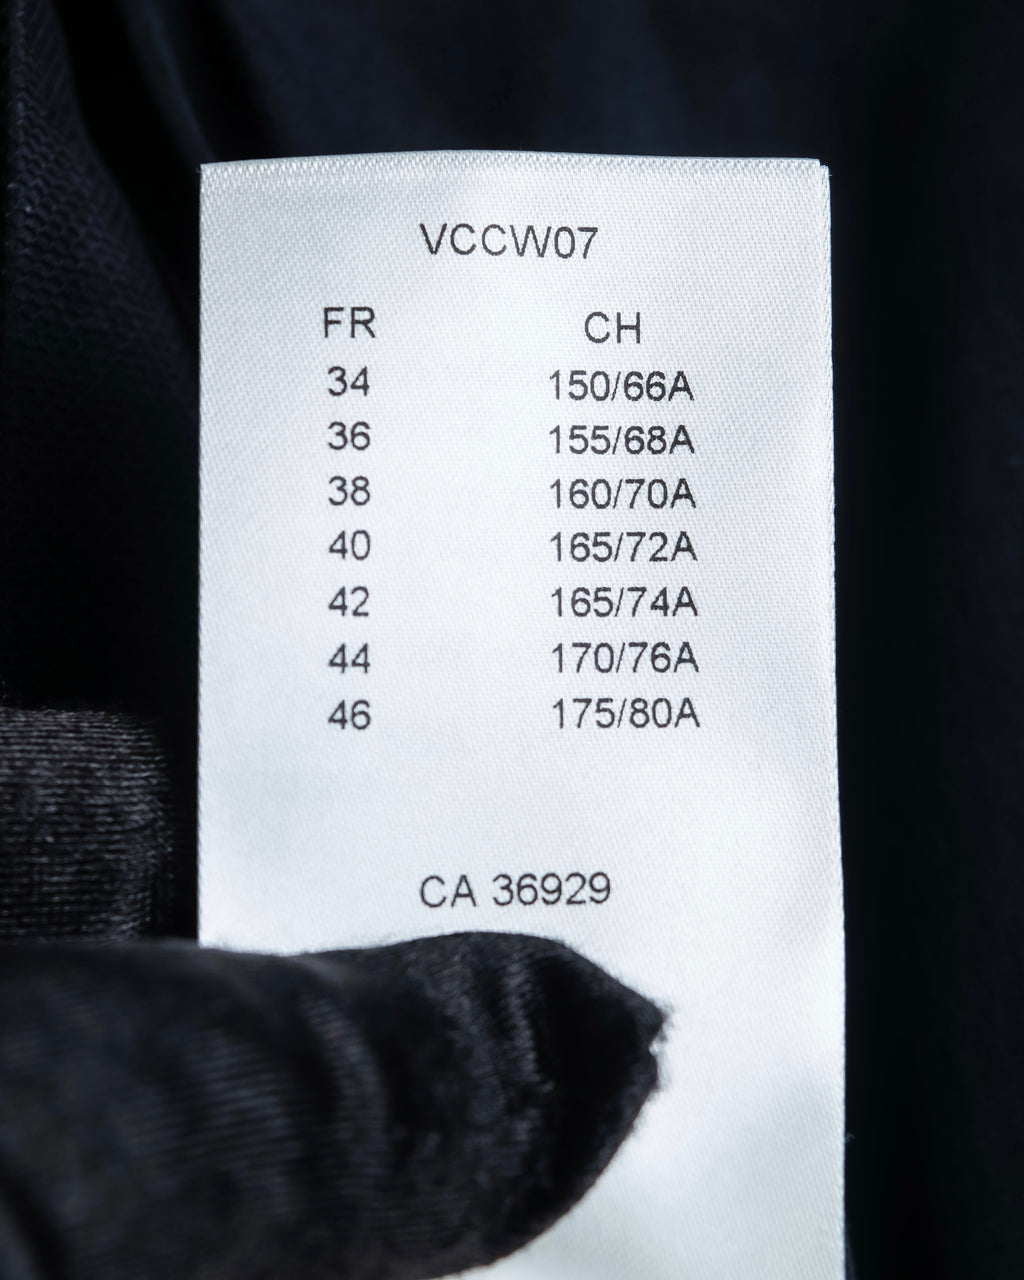 VCCW07
FR CH
34 150/66A
36 155/68A
38 160/70A
40 165/72A
42 165/74A
44 170/76A
46 175/80A
CA 36929